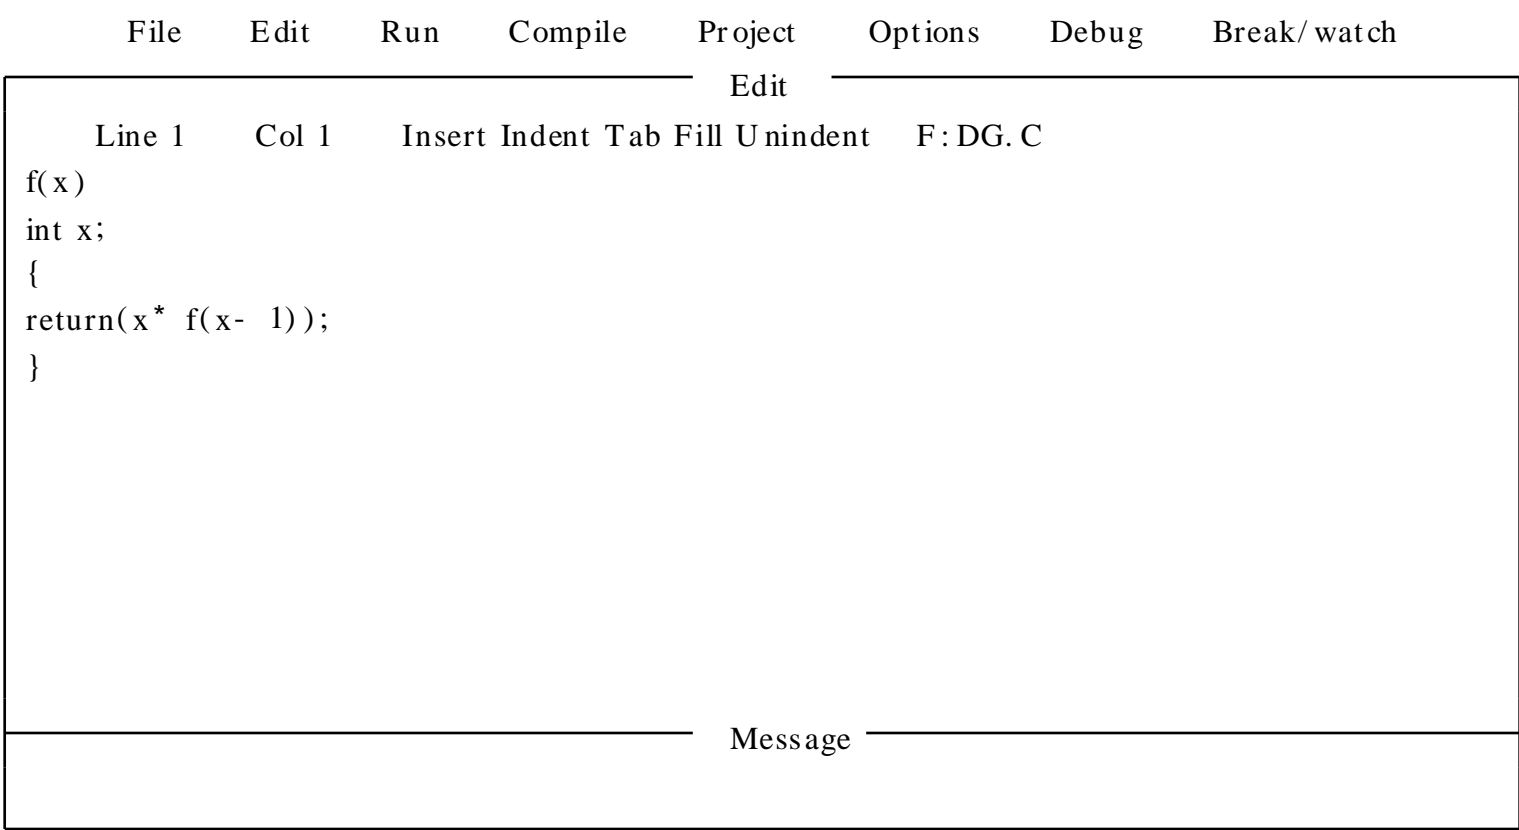 File Edit Run Compile Project Options Debug Break/watch
Edit
Line 1 Col 1 Insert Indent Tab Fill Unindent F:DG.C
f(x)
int x;
{
return(x* f(x- 1));
}
Message